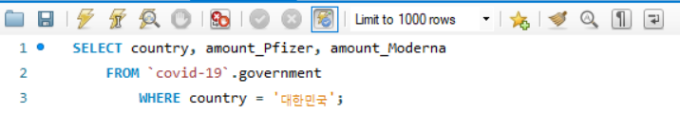 Limit to 1000 rows
1 SELECT country, amount_Pfizer, amount_Moderna
2 FROM `covid-19`.government
3 WHERE country = '대한민국';